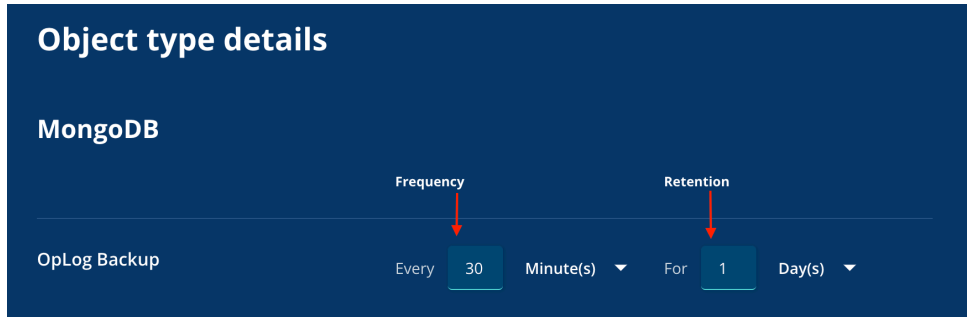 Object type details
MongoDB
Frequency Retention
OpLog Backup Every 30 Minute(s) For 1 Day(s)